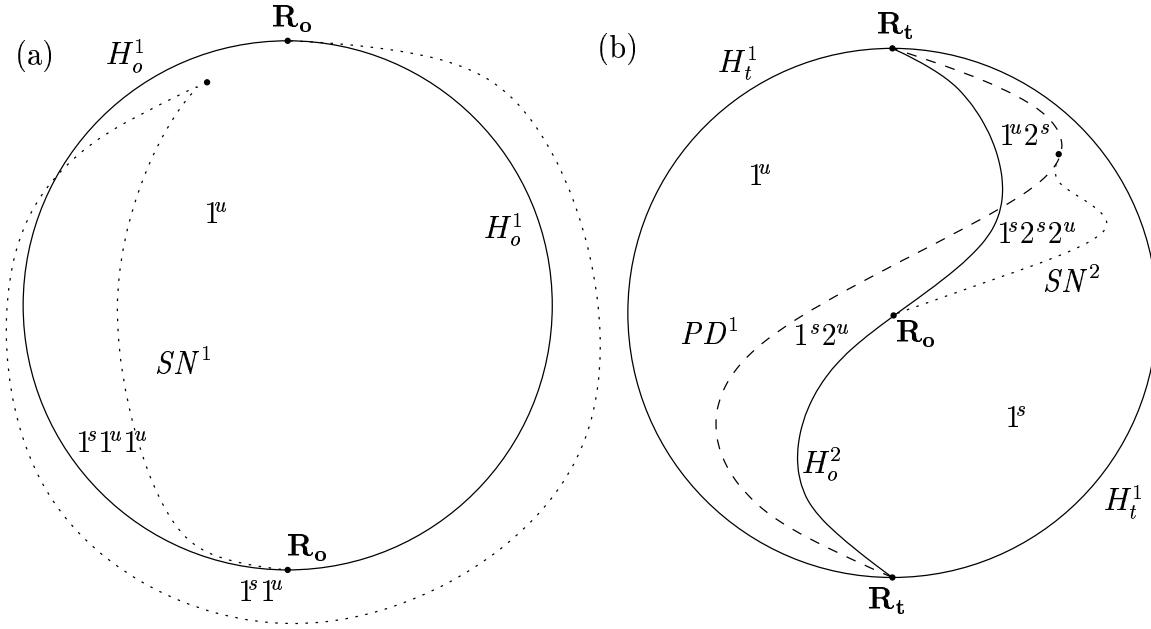 (a)
R_o
H_o^1
1^u
H_o^1
SN^1
1^s1^u1^u
R_o
1^s1^u
(b)
R_t
H_t^1
1^u2^s
1^u
1^s2^s2^u
SN^2
PD^1
1^s2^u
R_o
1^s
H_o^2
H_t^1
R_t